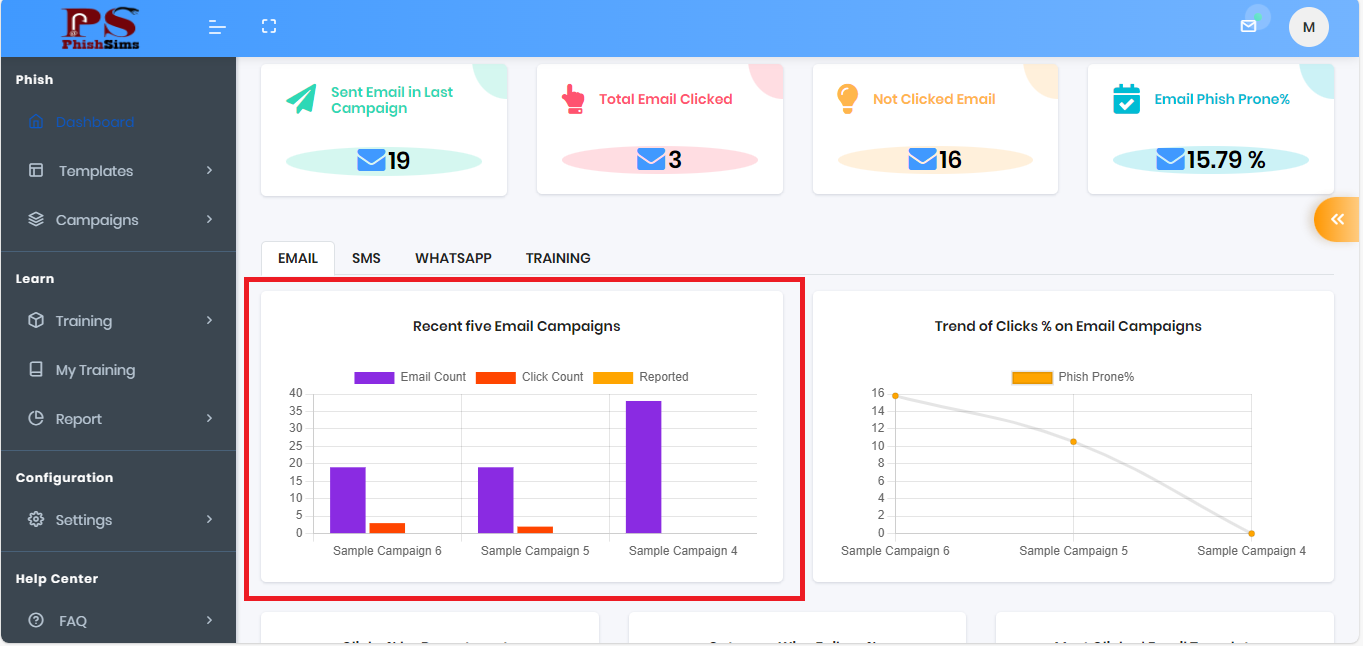 PS
PhishSims
M
Phish
Dashboard
Templates
Campaigns
Learn
Training
My Training
Report
Configuration
Settings
Help Center
FAQ
Sent Email in Last
Campaign
19
Total Email Clicked
3
Not Clicked Email
16
Email Phish Prone%
15.79 %
EMAIL SMS WHATSAPP TRAINING
Recent five Email Campaigns
Email Count Click Count Reported
40
35
30
25
20
15
10
5
0
Sample Campaign 6 Sample Campaign 5 Sample Campaign 4
Trend of Clicks % on Email Campaigns
Phish Prone%
16
14
12
10
8
6
4
2
0
Sample Campaign 6 Sample Campaign 5 Sample Campaign 4